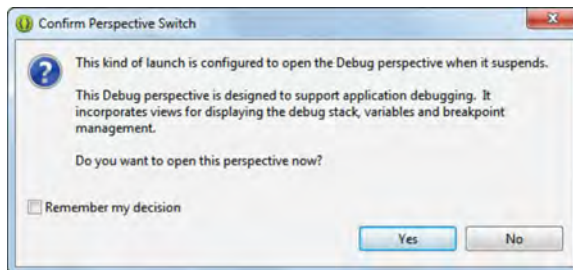 Confirm Perspective Switch
This kind of launch is configured to open the Debug perspective when it suspends.
This Debug perspective is designed to support application debugging. It
incorporates views for displaying the debug stack, variables and breakpoint
management.
Do you want to open this perspective now?
Remember my decision
Yes No